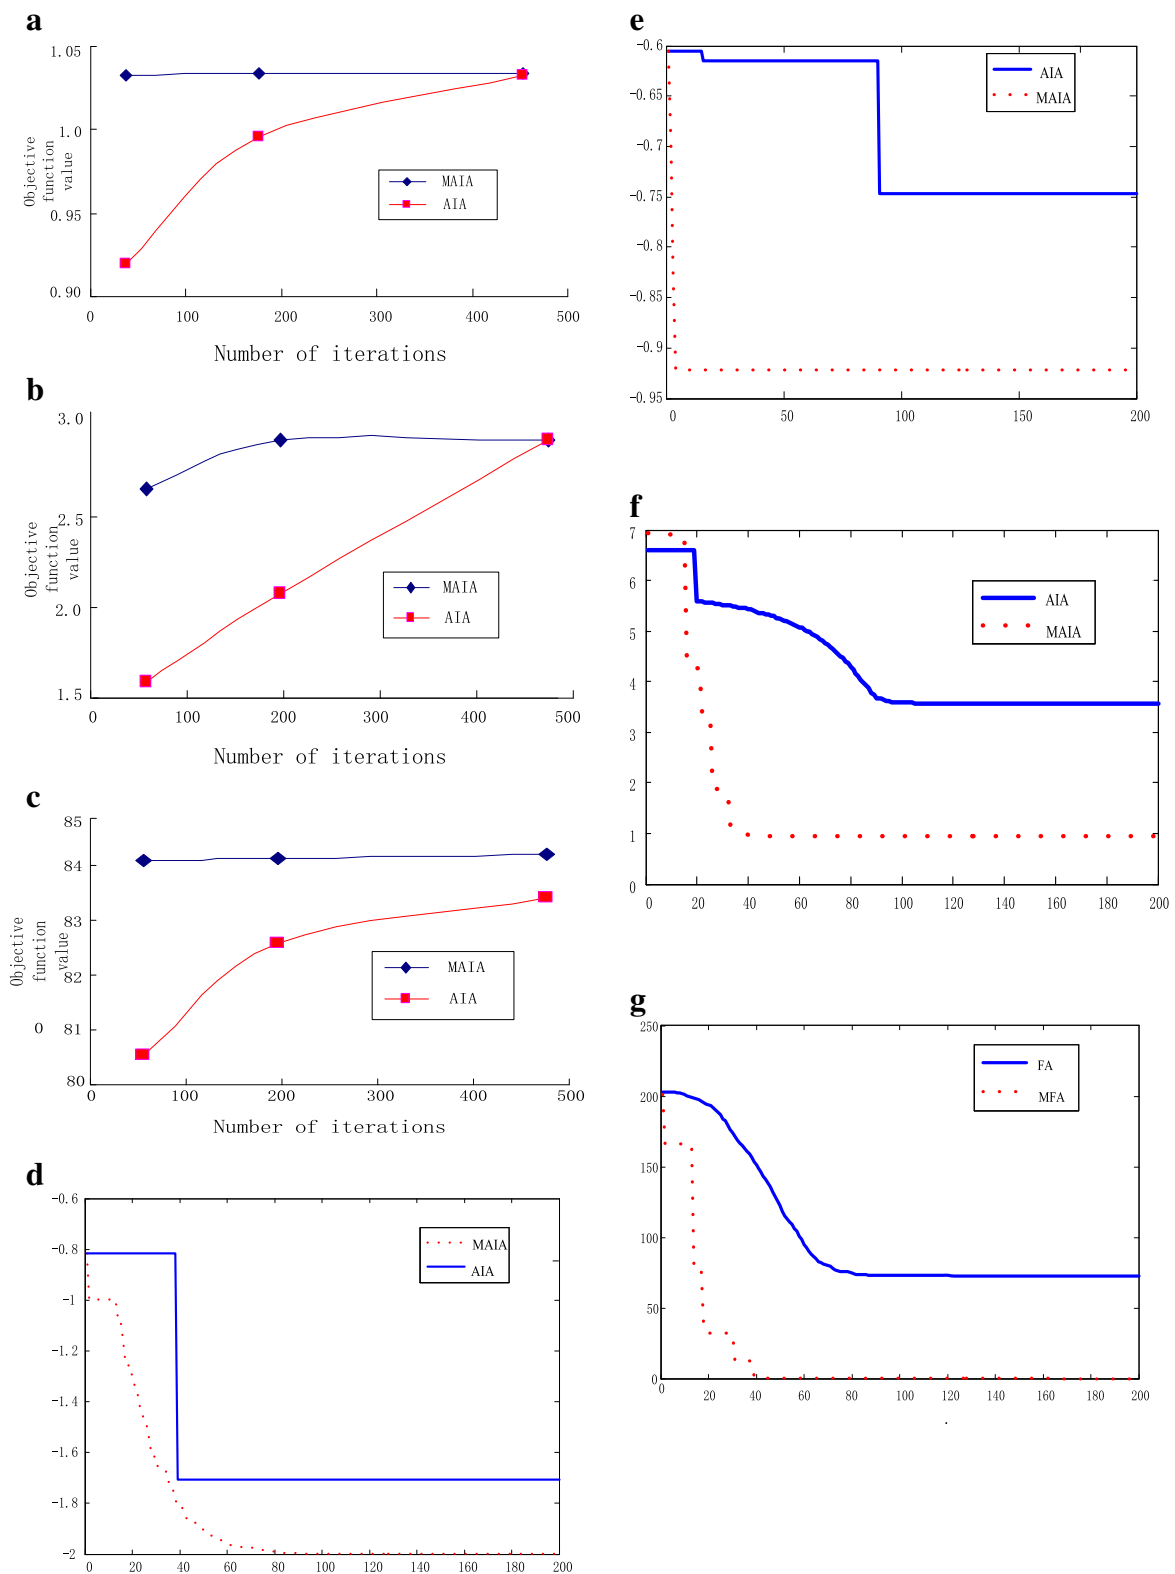 a
1.05
1.0
0.95
0.90
Objective
function
value
MAIA
AIA
0 100 200 300 400 500
Number of iterations
b
3.0
2.5
2.0
1.5
Objective
function
value
MAIA
AIA
0 100 200 300 400 500
Number of iterations
c
85
84
83
82
81
80
Objective
function
value
O
MAIA
AIA
0 100 200 300 400 500
Number of iterations
d
-0.6
-0.8
-1
-1.2
-1.4
-1.6
-1.8
-2
MAIA
AIA
0 20 40 60 80 100 120 140 160 180 200
e
-0.6
-0.65
-0.7
-0.75
-0.8
-0.85
-0.9
-0.95
AIA
MAIA
0 50 100 150 200
f
7
6
5
4
3
2
1
0
AIA
MAIA
0 20 40 60 80 100 120 140 160 180 200
g
250
200
150
100
50
0
FA
MFA
0 20 40 60 80 100 120 140 160 180 200